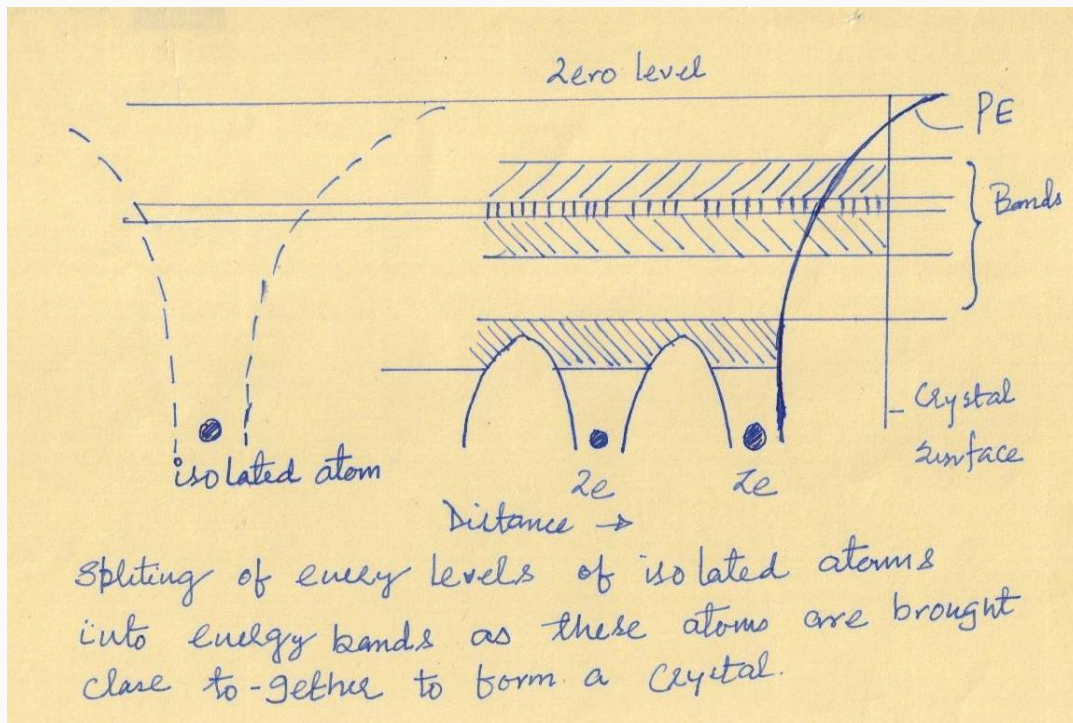 Zero level
PE
Bands
isolated atom
Ze
Ze
Crystal
surface
Distance →
Spliting of energy levels of isolated atoms
into energy bands as these atoms are brought
close to-gether to form a Crystal.